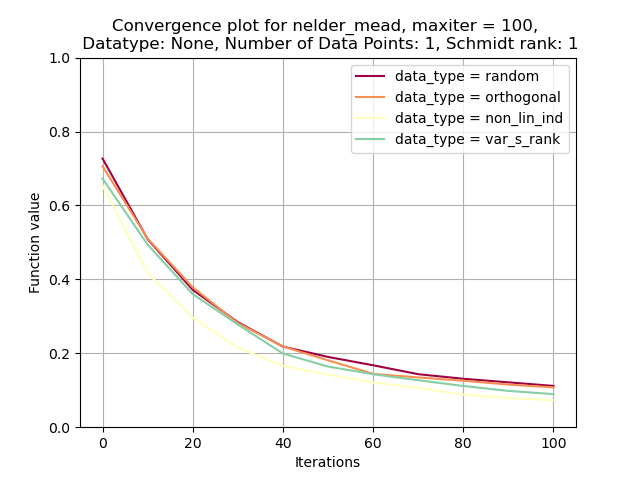 Convergence plot for nelder_mead, maxiter = 100,
Datatype: None, Number of Data Points: 1, Schmidt rank: 1
data_type = random
data_type = orthogonal
data_type = non_lin_ind
data_type = var_s_rank
Function value
1.0
0.8
0.6
0.4
0.2
0.0
0 20 40 60 80 100
Iterations